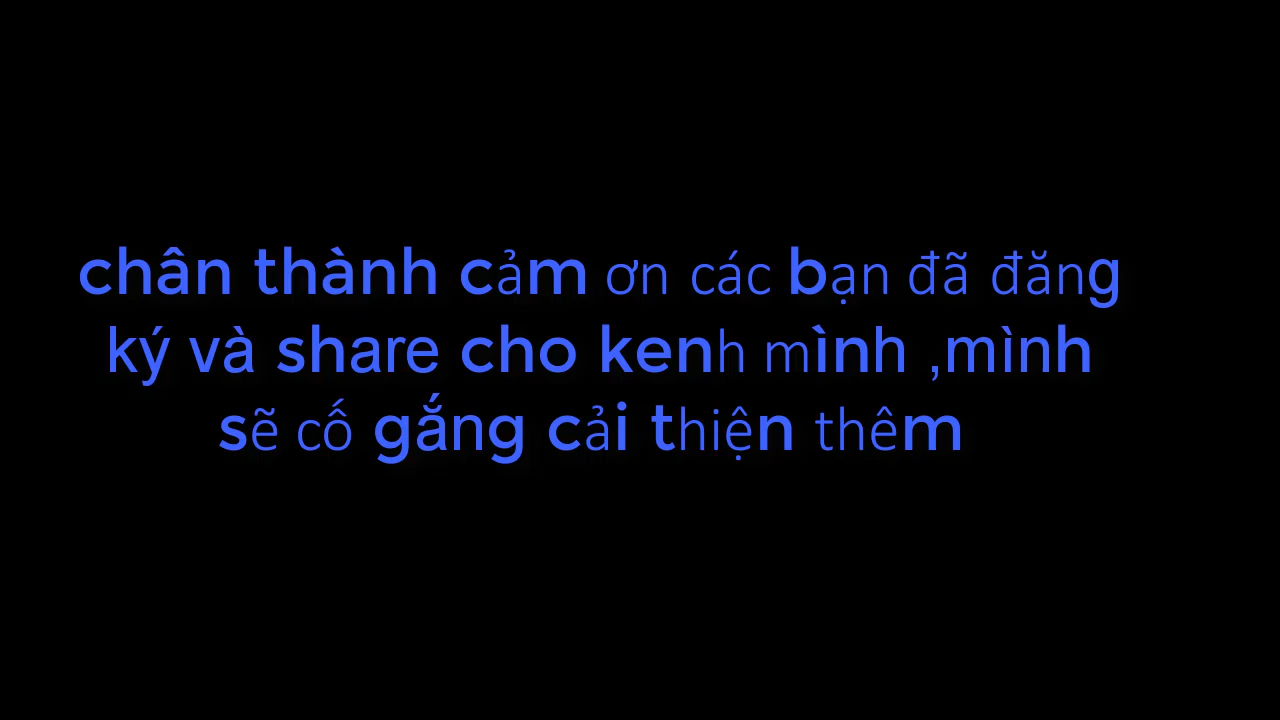 chân thành cảm ơn các bạn đã đăng
ký và share cho kenh mình ,mình
sẽ cố gắng cải thiện thêm